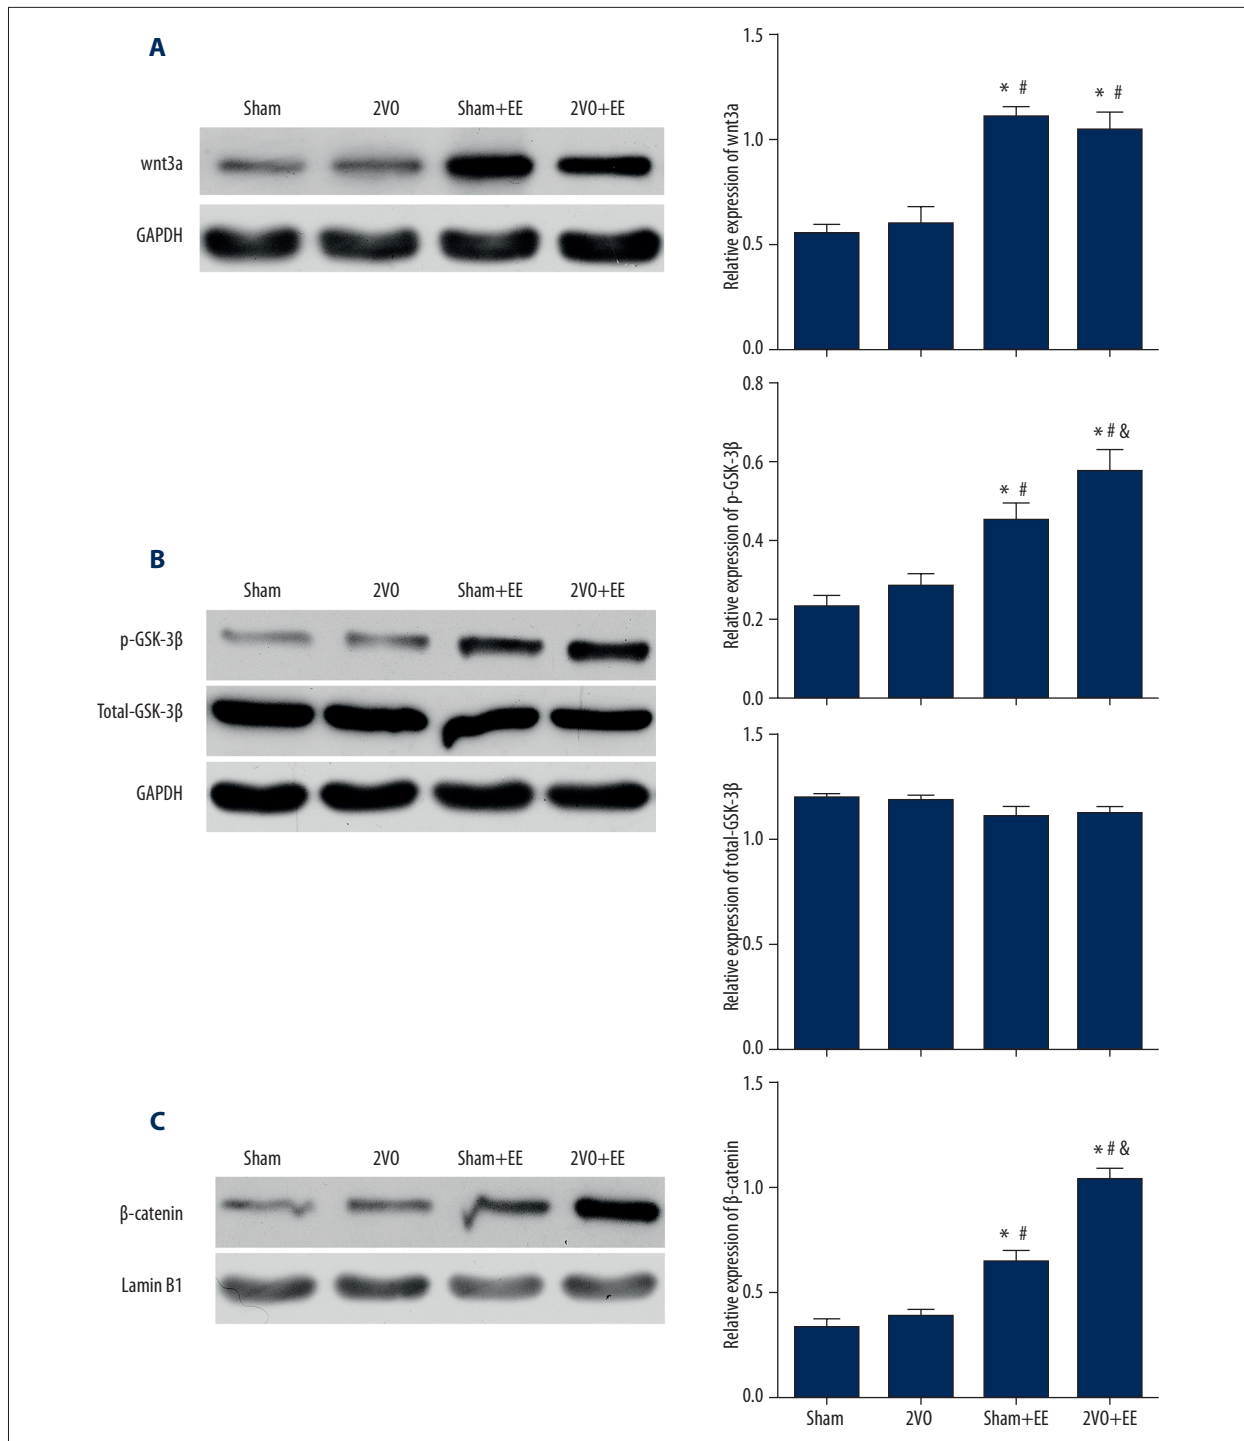 A
Sham 2VO Sham+EE 2VO+EE
wnt3a
GAPDH
Relative expression of wnt3a
1.5
1.0
0.5
0.0
* #
* #
B
Sham 2VO Sham+EE 2VO+EE
p-GSK-3β
Total-GSK-3β
GAPDH
Relative expression of p-GSK-3β
0.8
0.6
0.4
0.2
0.0
* #
* # &
Relative expression of total-GSK-3β
1.5
1.0
0.5
0.0
C
Sham 2VO Sham+EE 2VO+EE
β-catenin
Lamin B1
Relative expression of β-catenin
1.5
1.0
0.5
0.0
* #
* # &
Sham 2VO Sham+EE 2VO+EE